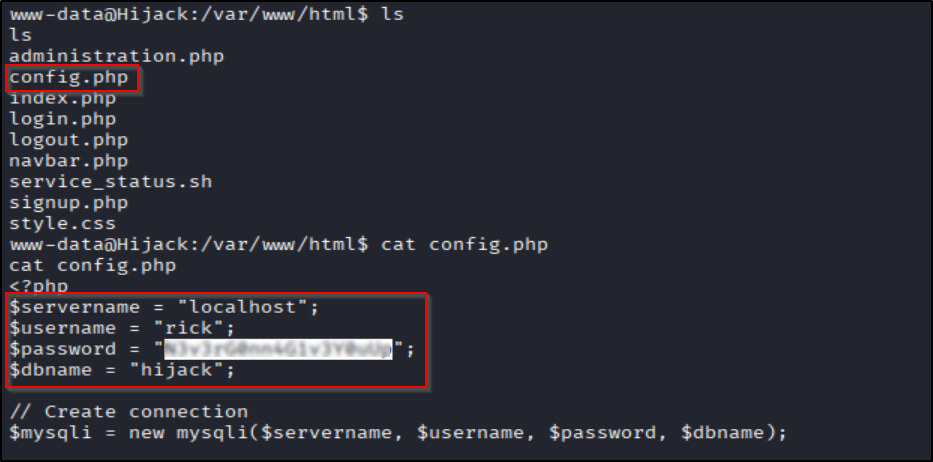 www-data@Hijack:/var/www/html$ ls
ls
administration.php
config.php
index.php
login.php
logout.php
navbar.php
service_status.sh
signup.php
style.css
www-data@Hijack:/var/www/html$ cat config.php
cat config.php
<?php
$servername = "localhost";
$username = "rick";
$password = "";
$dbname = "hijack";
// Create connection
$mysqli = new mysqli($servername, $username, $password, $dbname);